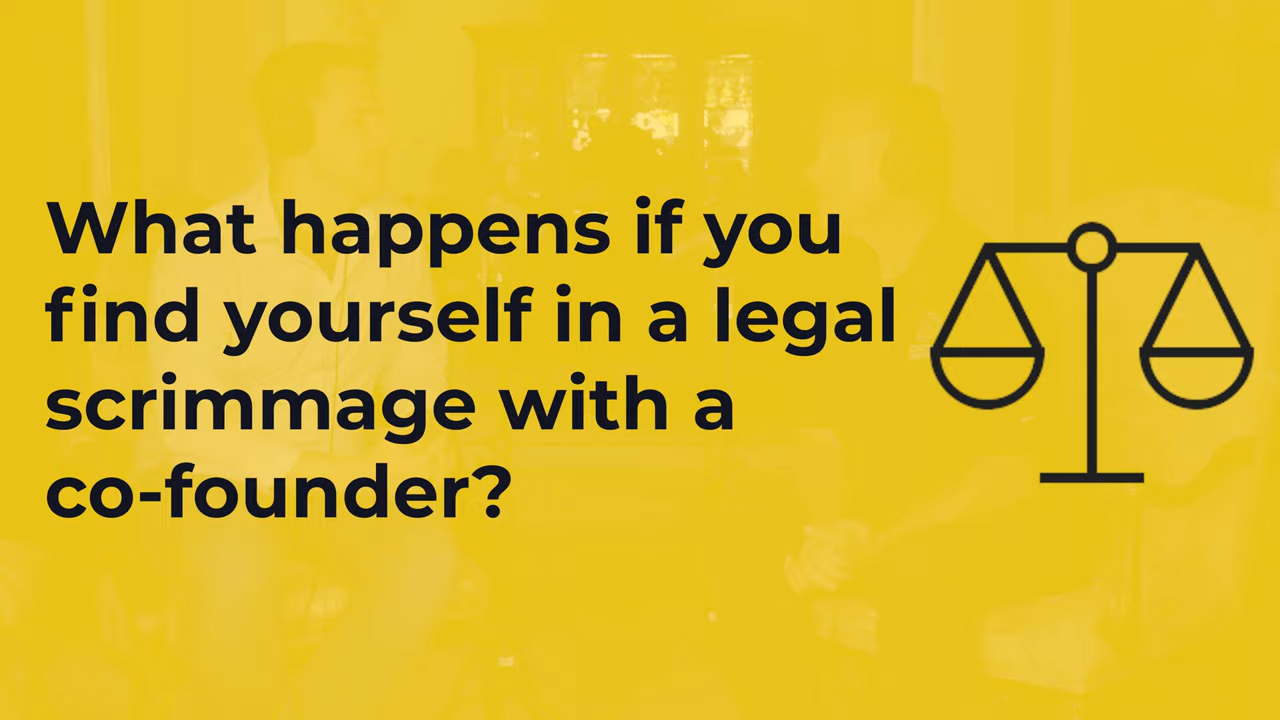 What happens if you
find yourself in a legal
scrimmage with a
co-founder?